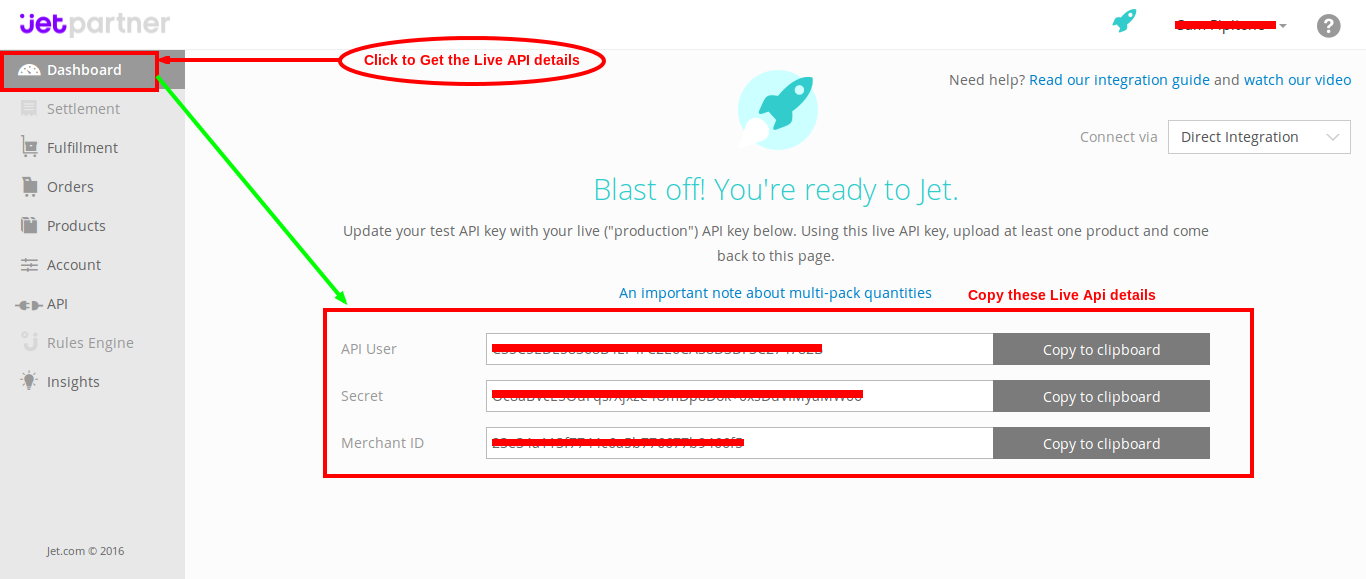 jetpartner
?
Dashboard
Click to Get the Live API details
Need help? Read our integration guide and watch our video
Settlement
Connect via Direct Integration
Fulfillment
Orders
Blast off! You're ready to Jet.
Products
Update your test API key with your live ("production") API key below. Using this live API key, upload at least one product and come
back to this page.
Account
An important note about multi-pack quantities
Copy these Live Api details
API
Rules Engine
Insights
API User Copy to clipboard
Secret Copy to clipboard
Merchant ID Copy to clipboard
Jet.com © 2016